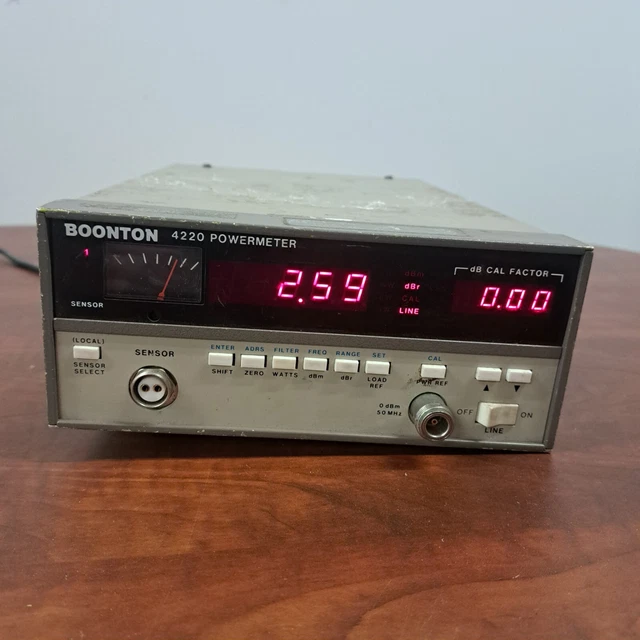 BOONTON 4220 POWERMETER
1
SENSOR
2.59
dBm
dBr
CAL
LINE
dB CAL FACTOR
0.00
(LOCAL)
SENSOR
SELECT
SENSOR
ENTER ADRS FILTER FREQ RANGE SET
SHIFT ZERO WATTS dBm dBr LOAD
REF
CAL
PWR REF
0 dBm
50 MHz
▲ ▼
OFF ON
LINE